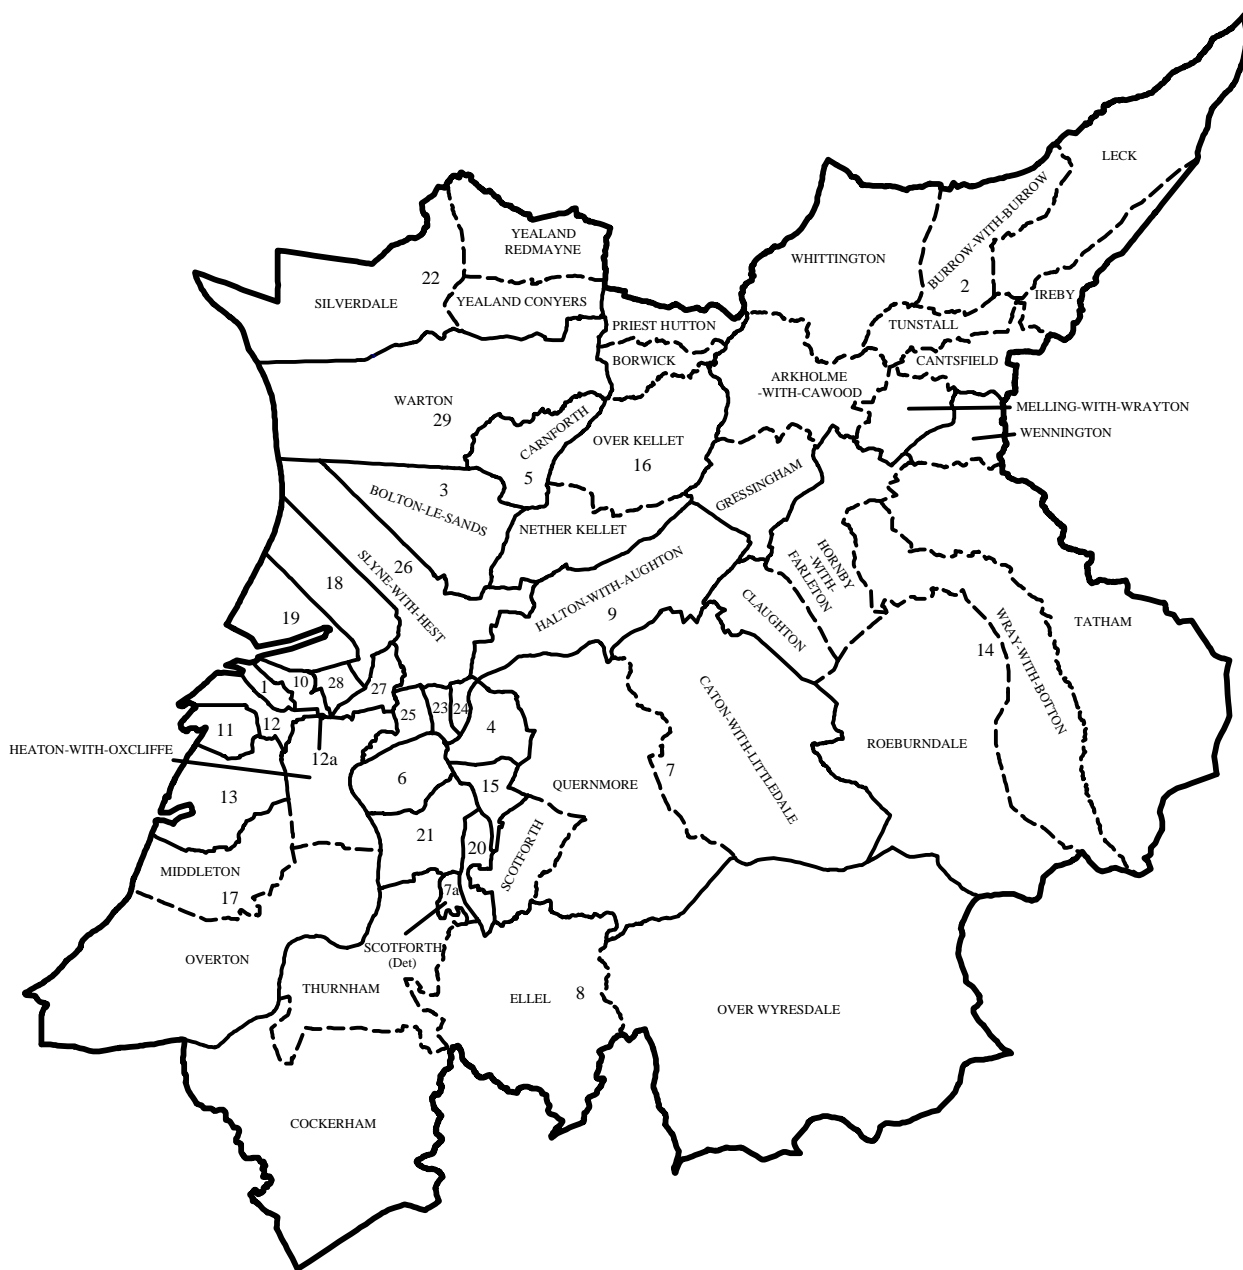 LECK
BURROW-WITH-BURROW
YEALAND
REDMAYNE
WHITTINGTON
22
2
IREBY
SILVERDALE
YEALAND CONYERS
PRIEST HUTTON
TUNSTALL
BORWICK
CANTSFIELD
ARKHOLME
-WITH-CAWOOD
WARTON
29
CARNFORTH
MELLING-WITH-WRAYTON
WENNINGTON
OVER KELLET
16
5
3
BOLTON-LE-SANDS
GRESSINGHAM
NETHER KELLET
HORNBY
-WITH-
FARLETON
SLYNE-WITH-HEST
26
18
HALTON-WITH-AUGHTON
9
19
CLAUGHTON
TATHAM
WRAY-WITH-BOTTON
14
1
10
28
27
CATON-WITH-LITTLEDALE
25
23
24
4
11
12
HEATON-WITH-OXCLIFFE
12a
ROEBURNDALE
6
7
15
QUERNMORE
13
21
20
SCOTFORTH
MIDDLETON
17
7a
SCOTFORTH
(Det)
OVERTON
THURNHAM
ELLEL
8
OVER WYRESDALE
COCKERHAM